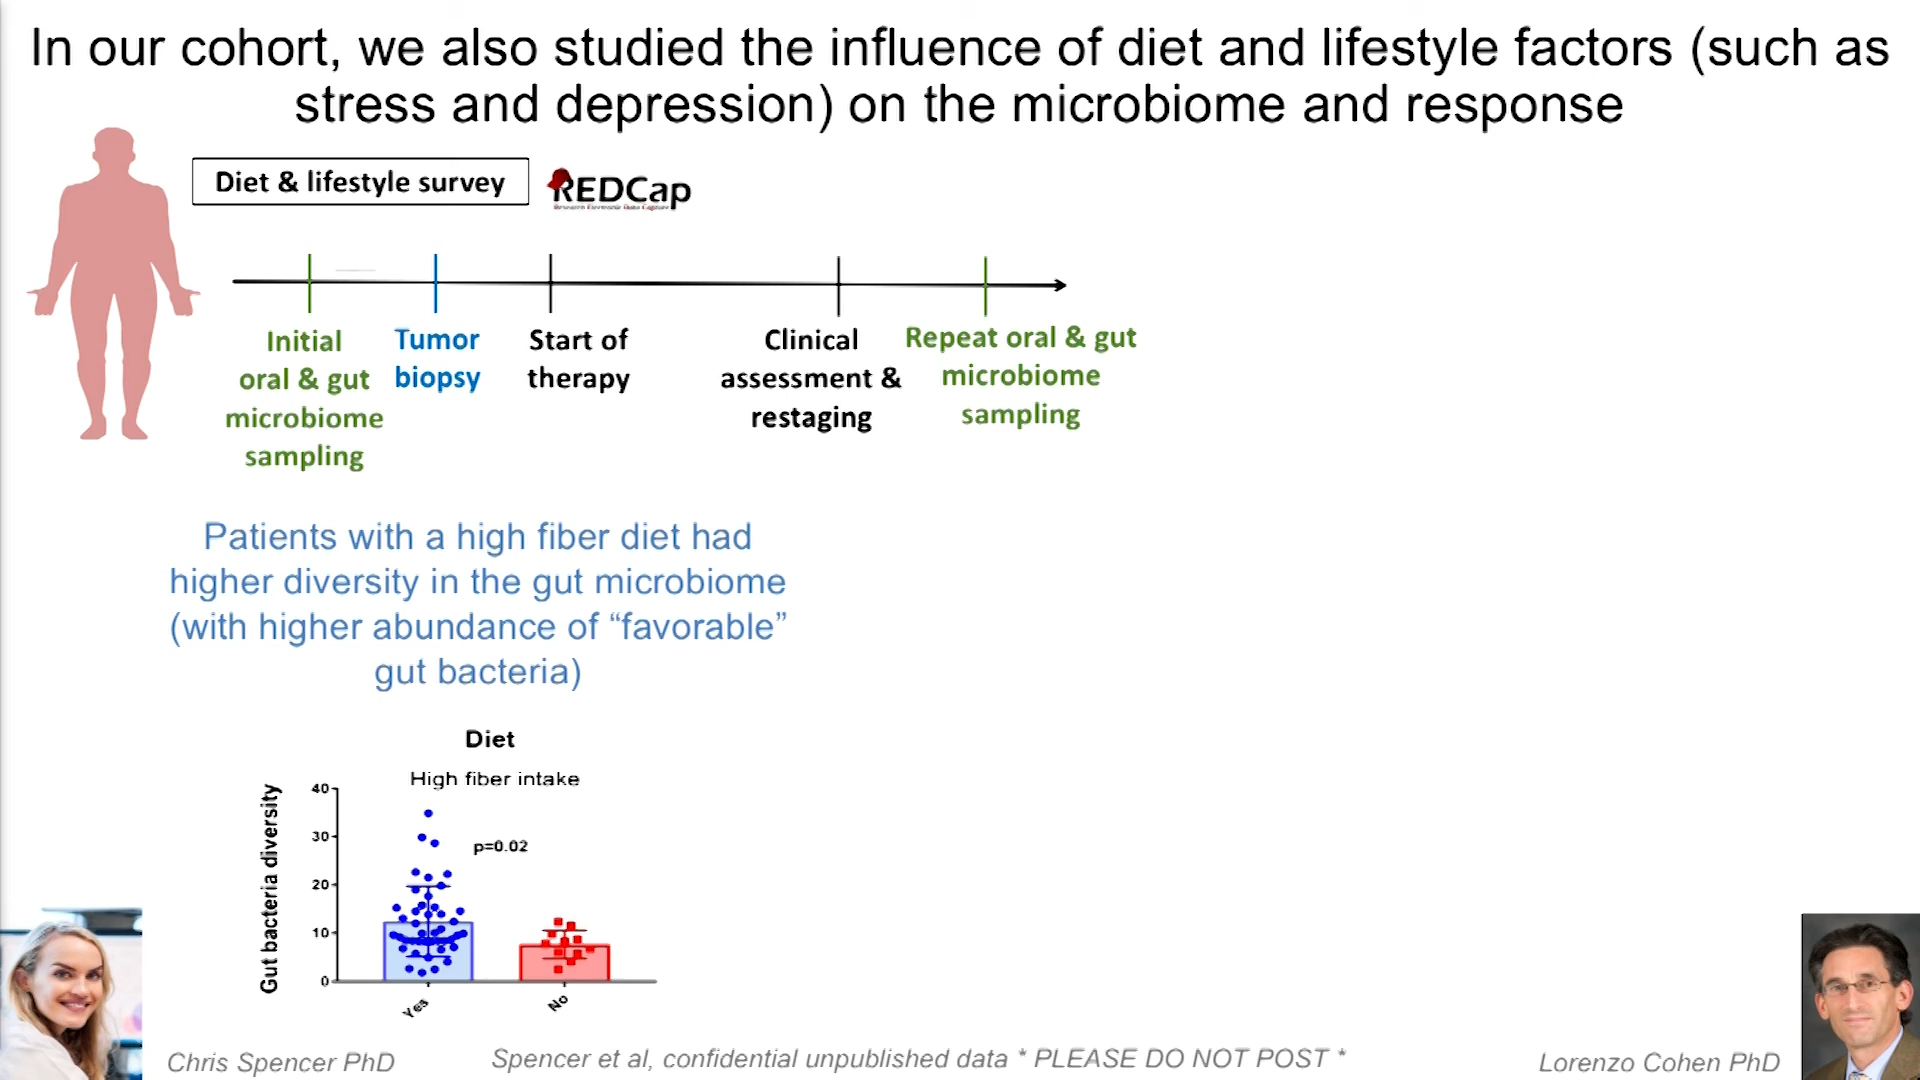 In our cohort, we also studied the influence of diet and lifestyle factors (such as
stress and depression) on the microbiome and response
Diet & lifestyle survey
REDCap
Research Electronic Data Capture
Initial
oral & gut
microbiome
sampling
Tumor
biopsy
Start of
therapy
Clinical
assessment &
restaging
Repeat oral & gut
microbiome
sampling
Patients with a high fiber diet had
higher diversity in the gut microbiome
(with higher abundance of “favorable”
gut bacteria)
Diet
High fiber intake
Gut bacteria diversity
40
30
20
10
0
p=0.02
Yes
No
Chris Spencer PhD
Spencer et al, confidential unpublished data * PLEASE DO NOT POST *
Lorenzo Cohen PhD